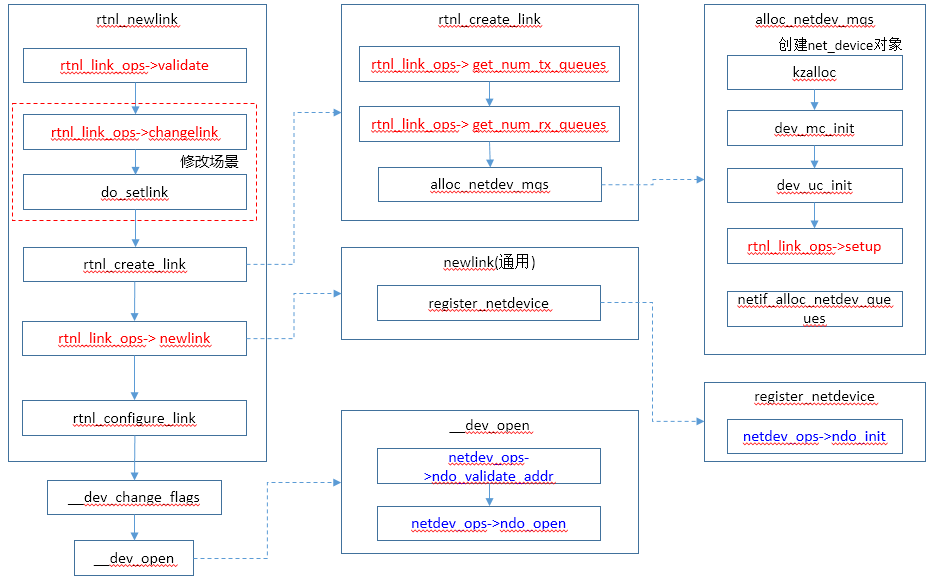 rtnl_newlink
rtnl_link_ops->validate
rtnl_link_ops->changelink
修改场景
do_setlink
rtnl_create_link
rtnl_link_ops-> newlink
rtnl_configure_link
__dev_change_flags
__dev_open
rtnl_create_link
rtnl_link_ops-> get_num_tx_queues
rtnl_link_ops-> get_num_rx_queues
alloc_netdev_mqs
newlink(通用)
register_netdevice
__dev_open
netdev_ops-
>ndo_validate_addr
netdev_ops->ndo_open
alloc_netdev_mqs
创建net_device对象
kzalloc
dev_mc_init
dev_uc_init
rtnl_link_ops->setup
netif_alloc_netdev_que
ues
register_netdevice
netdev_ops->ndo_init